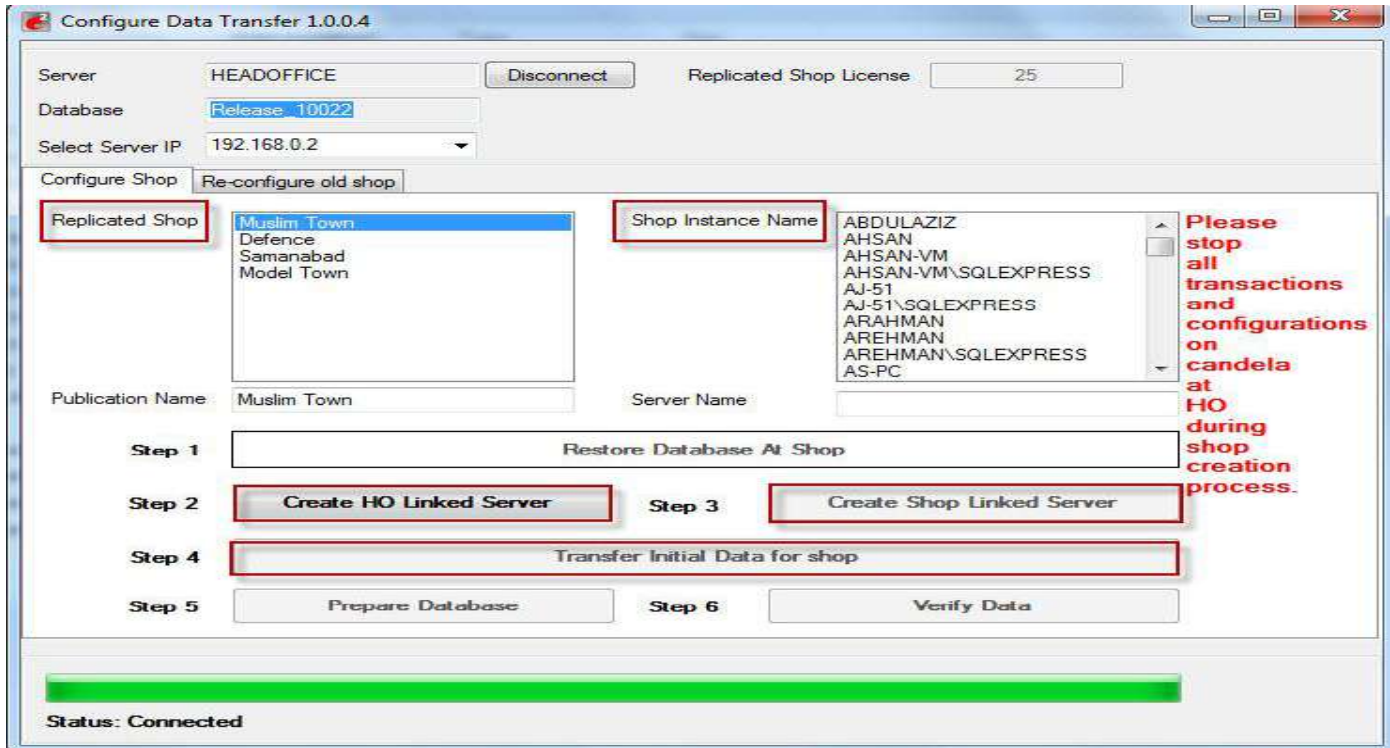 Configure Data Transfer 1.0.0.4
Server HEADOFFICE Disconnect Replicated Shop License 25
Database Release_10022
Select Server IP 192.168.0.2
Configure Shop Re-configure old shop
Replicated Shop
Muslim Town
Defence
Samanabad
Model Town
Shop Instance Name
ABDULAZIZ
AHSAN
AHSAN-VM
AHSAN-VM\SQLEXPRESS
AJ-51
AJ-51\SQLEXPRESS
ARAHMAN
AREHMAN
AREHMAN\SQLEXPRESS
AS-PC
Please
stop
all
transactions
and
configurations
on
candela
at
HO
during
shop
creation
process.
Publication Name Muslim Town Server Name
Step 1 Restore Database At Shop
Step 2 Create HO Linked Server Step 3 Create Shop Linked Server
Step 4 Transfer Initial Data for shop
Step 5 Prepare Database Step 6 Verify Data
Status: Connected